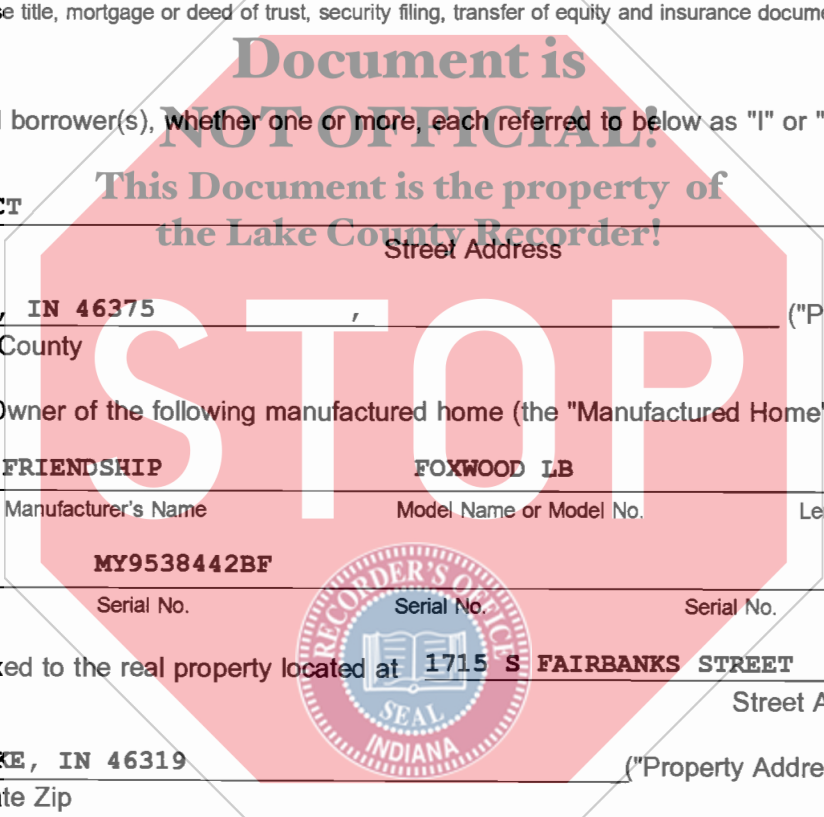 e title, mortgage or deed of trust, security filing, transfer of equity and insurance docume
Document is
borrower(s), whether one or more, each referred to below as "I" or "
NOT OFFICIAL!
This Document is the property of
CT
the Lake County Recorder!
Street Address
, IN 46375 , ("P
County
STOP
Owner of the following manufactured home (the "Manufactured Home"
FRIENDSHIP FOXWOOD LB
Manufacturer's Name Model Name or Model No. Le
MY9538442BF
Serial No. Serial No. Serial No.
RECORDER'S OFFICE
SEAL
INDIANA
xed to the real property located at 1715 S FAIRBANKS STREET
Street A
KE, IN 46319 ("Property Addre
te Zip